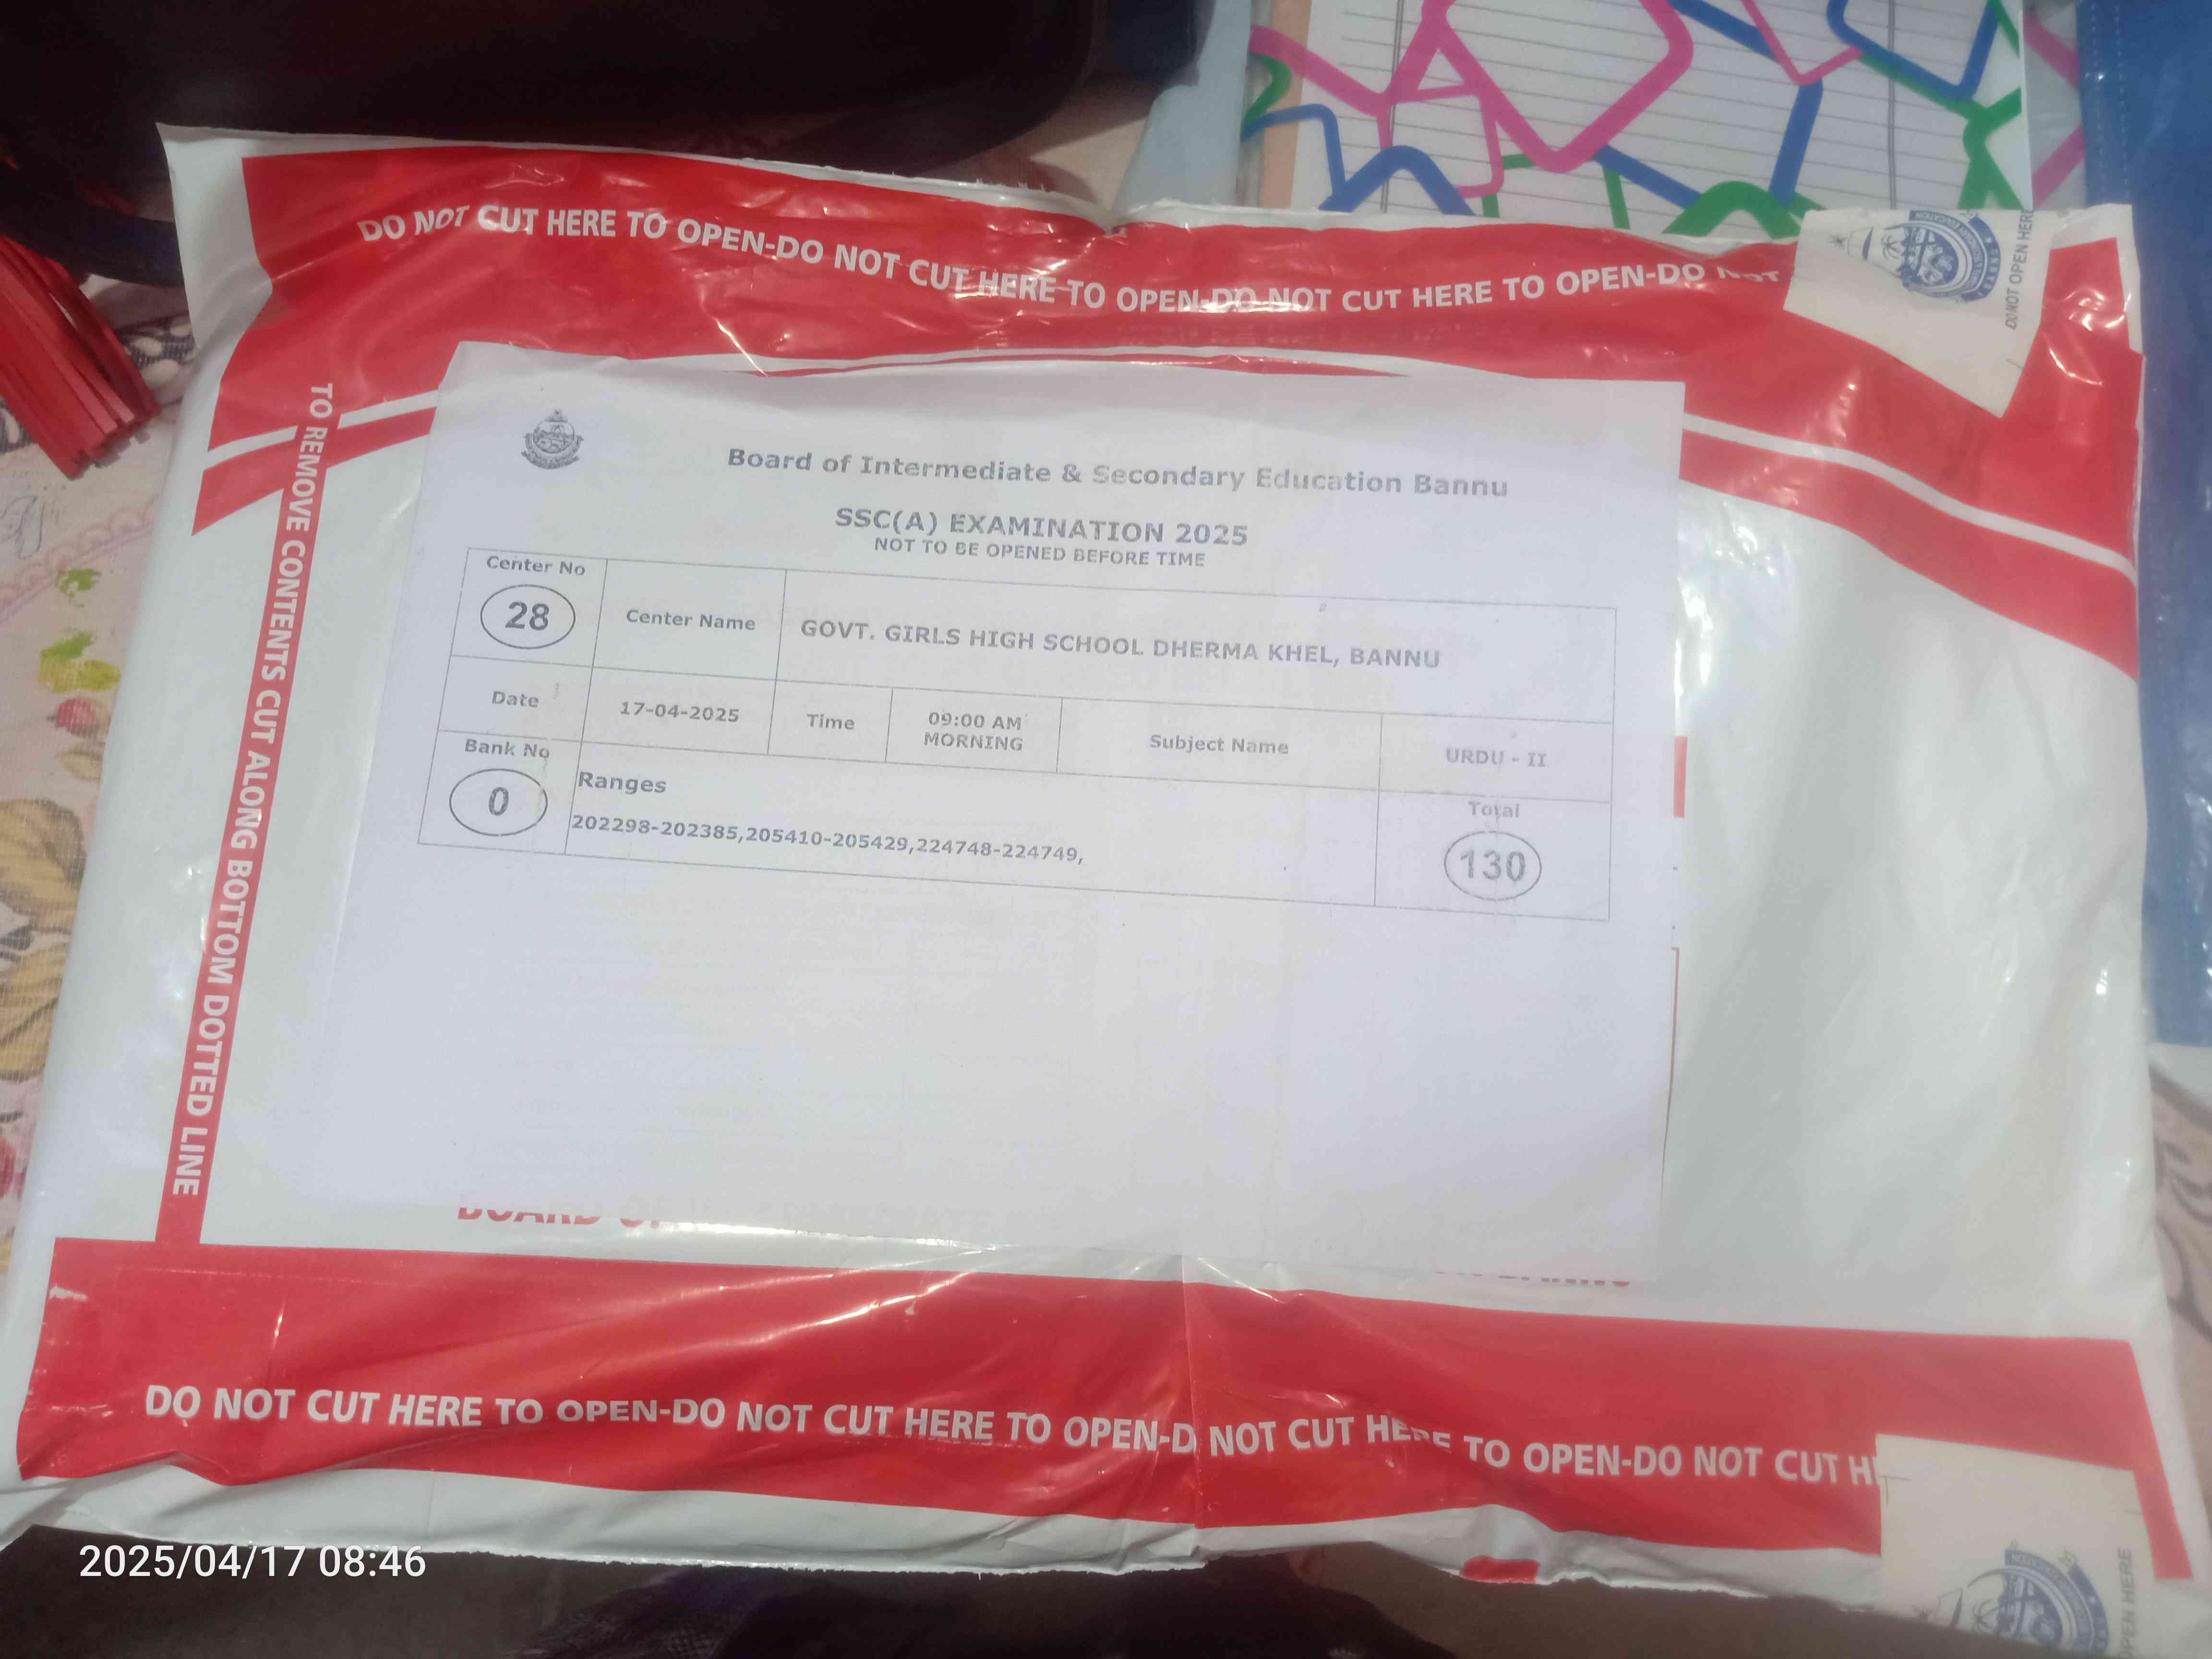 DO NOT CUT HERE TO OPEN-DO NOT CUT HERE TO OPEN-DO NOT CUT HERE TO OPEN-DO NOT
DO NOT OPEN HERE
TO REMOVE CONTENTS CUT ALONG BOTTOM DOTTED LINE
Board of Intermediate & Secondary Education Bannu
SSC(A) EXAMINATION 2025
NOT TO BE OPENED BEFORE TIME
Center No
28
Center Name
GOVT. GIRLS HIGH SCHOOL DHERMA KHEL, BANNU
Date
17-04-2025
Time
09:00 AM
MORNING
Subject Name
URDU - II
Bank No
0
Ranges
202298-202385,205410-205429,224748-224749,
Total
130
BOARD OF
DO NOT CUT HERE TO OPEN-DO NOT CUT HERE TO OPEN-D NOT CUT HERE TO OPEN-DO NOT CUT H
OPEN HERE
2025/04/17 08:46